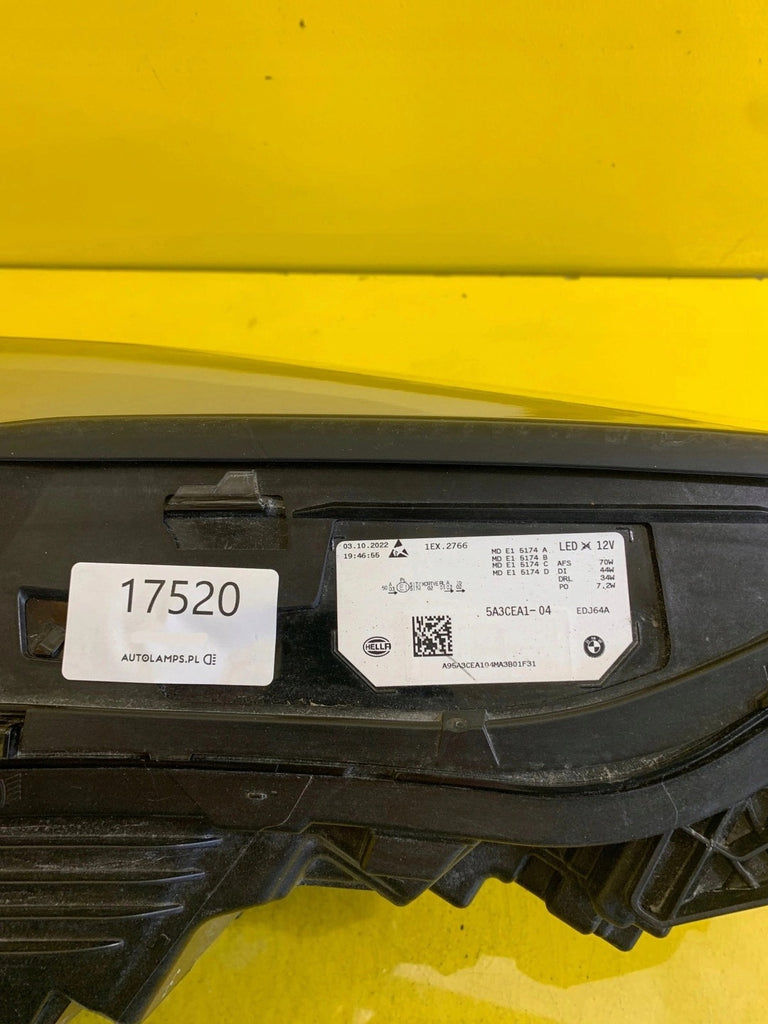 17520
AUTOLAMPS.PL
03.10.2022
19:46:55
1EX.2766
MD E1 5174 A
MD E1 5174 B
MD E1 5174 C
MD E1 5174 D
LED 12V
AFS 70W
DI 44W
DRL 34W
PO 7.2W
5A3CEA1-04
EDJ64A
HELLA
A95A3CEA104MA3B01F31